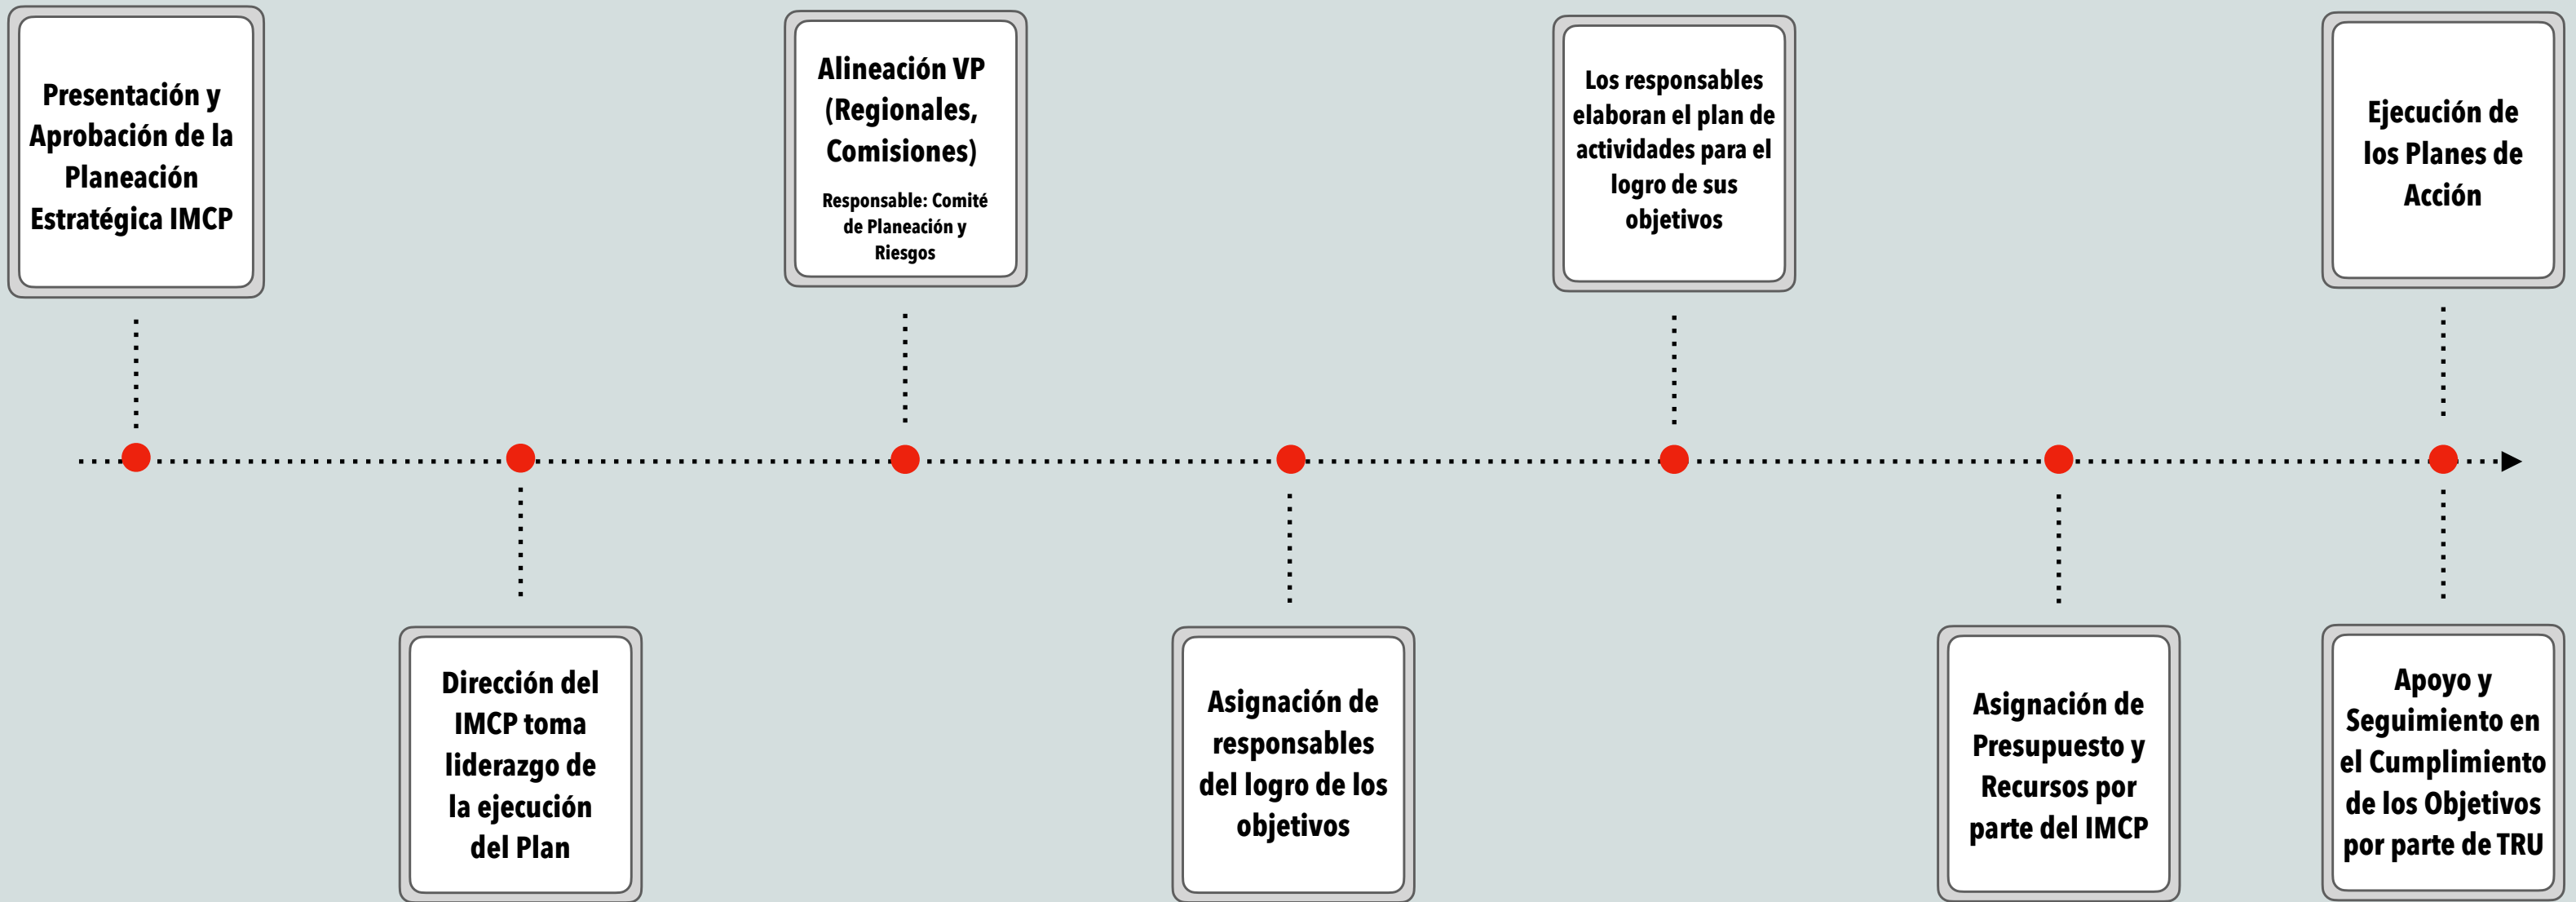 Presentación y
Aprobación de la
Planeación
Estratégica IMCP
Dirección del
IMCP toma
liderazgo de
la ejecución
del Plan
Alineación VP
(Regionales,
Comisiones)
Responsable: Comité
de Planeación y
Riesgos
Asignación de
responsables
del logro de los
objetivos
Los responsables
elaboran el plan de
actividades para el
logro de sus
objetivos
Asignación de
Presupuesto y
Recursos por
parte del IMCP
Ejecución de
los Planes de
Acción
Apoyo y
Seguimiento en
el Cumplimiento
de los Objetivos
por parte de TRU